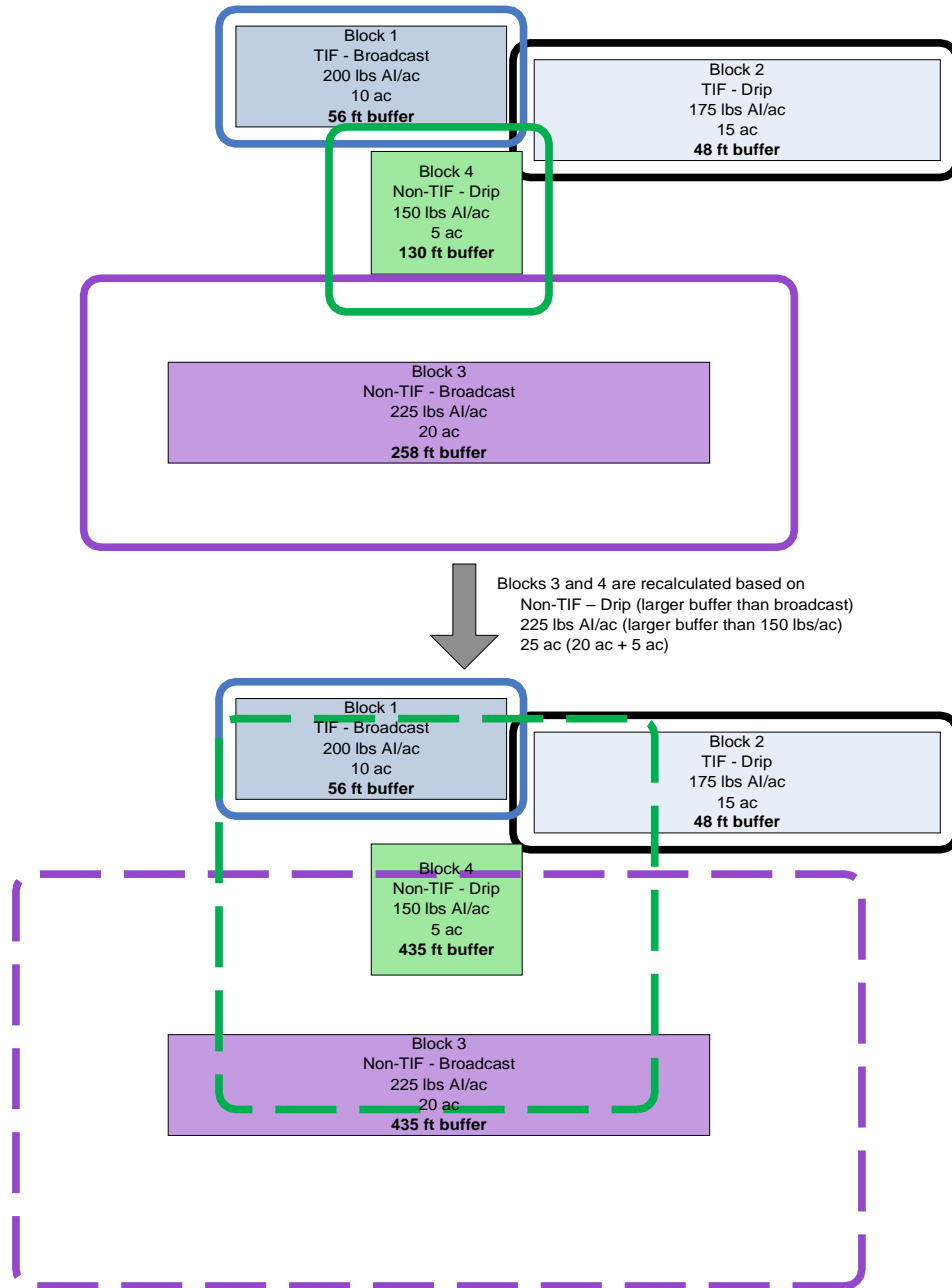 Block 1
TIF - Broadcast
200 lbs AI/ac
10 ac
56 ft buffer
Block 2
TIF - Drip
175 lbs AI/ac
15 ac
48 ft buffer
Block 4
Non-TIF - Drip
150 lbs AI/ac
5 ac
130 ft buffer
Block 3
Non-TIF - Broadcast
225 lbs AI/ac
20 ac
258 ft buffer
Blocks 3 and 4 are recalculated based on
Non-TIF – Drip (larger buffer than broadcast)
225 lbs AI/ac (larger buffer than 150 lbs/ac)
25 ac (20 ac + 5 ac)
Block 1
TIF - Broadcast
200 lbs AI/ac
10 ac
56 ft buffer
Block 2
TIF - Drip
175 lbs AI/ac
15 ac
48 ft buffer
Block 4
Non-TIF - Drip
150 lbs AI/ac
5 ac
435 ft buffer
Block 3
Non-TIF - Broadcast
225 lbs AI/ac
20 ac
435 ft buffer